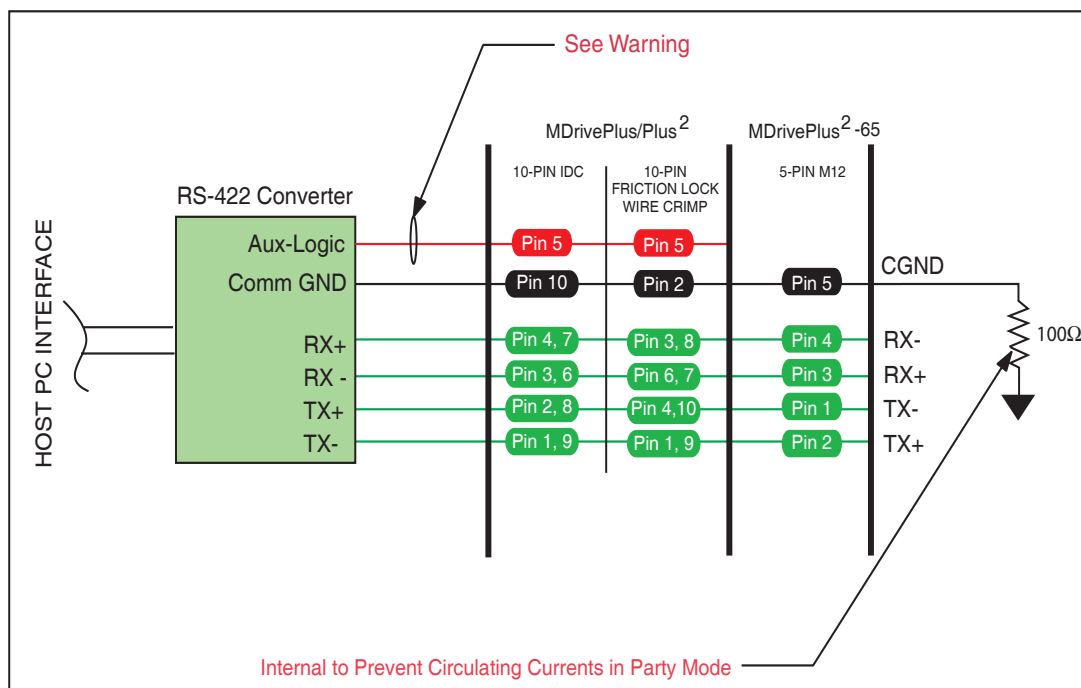 See Warning
MDrivePlus/Plus²
MDrivePlus²-65
10-PIN IDC
10-PIN
FRICTION LOCK
WIRE CRIMP
5-PIN M12
RS-422 Converter
HOST PC INTERFACE
Aux-Logic
Pin 5
Pin 5
Comm GND
Pin 10
Pin 2
Pin 5
CGND
100Ω
RX+
Pin 4, 7
Pin 3, 8
Pin 4
RX-
RX -
Pin 3, 6
Pin 6, 7
Pin 3
RX+
TX+
Pin 2, 8
Pin 4,10
Pin 1
TX-
TX-
Pin 1, 9
Pin 1, 9
Pin 2
TX+
Internal to Prevent Circulating Currents in Party Mode